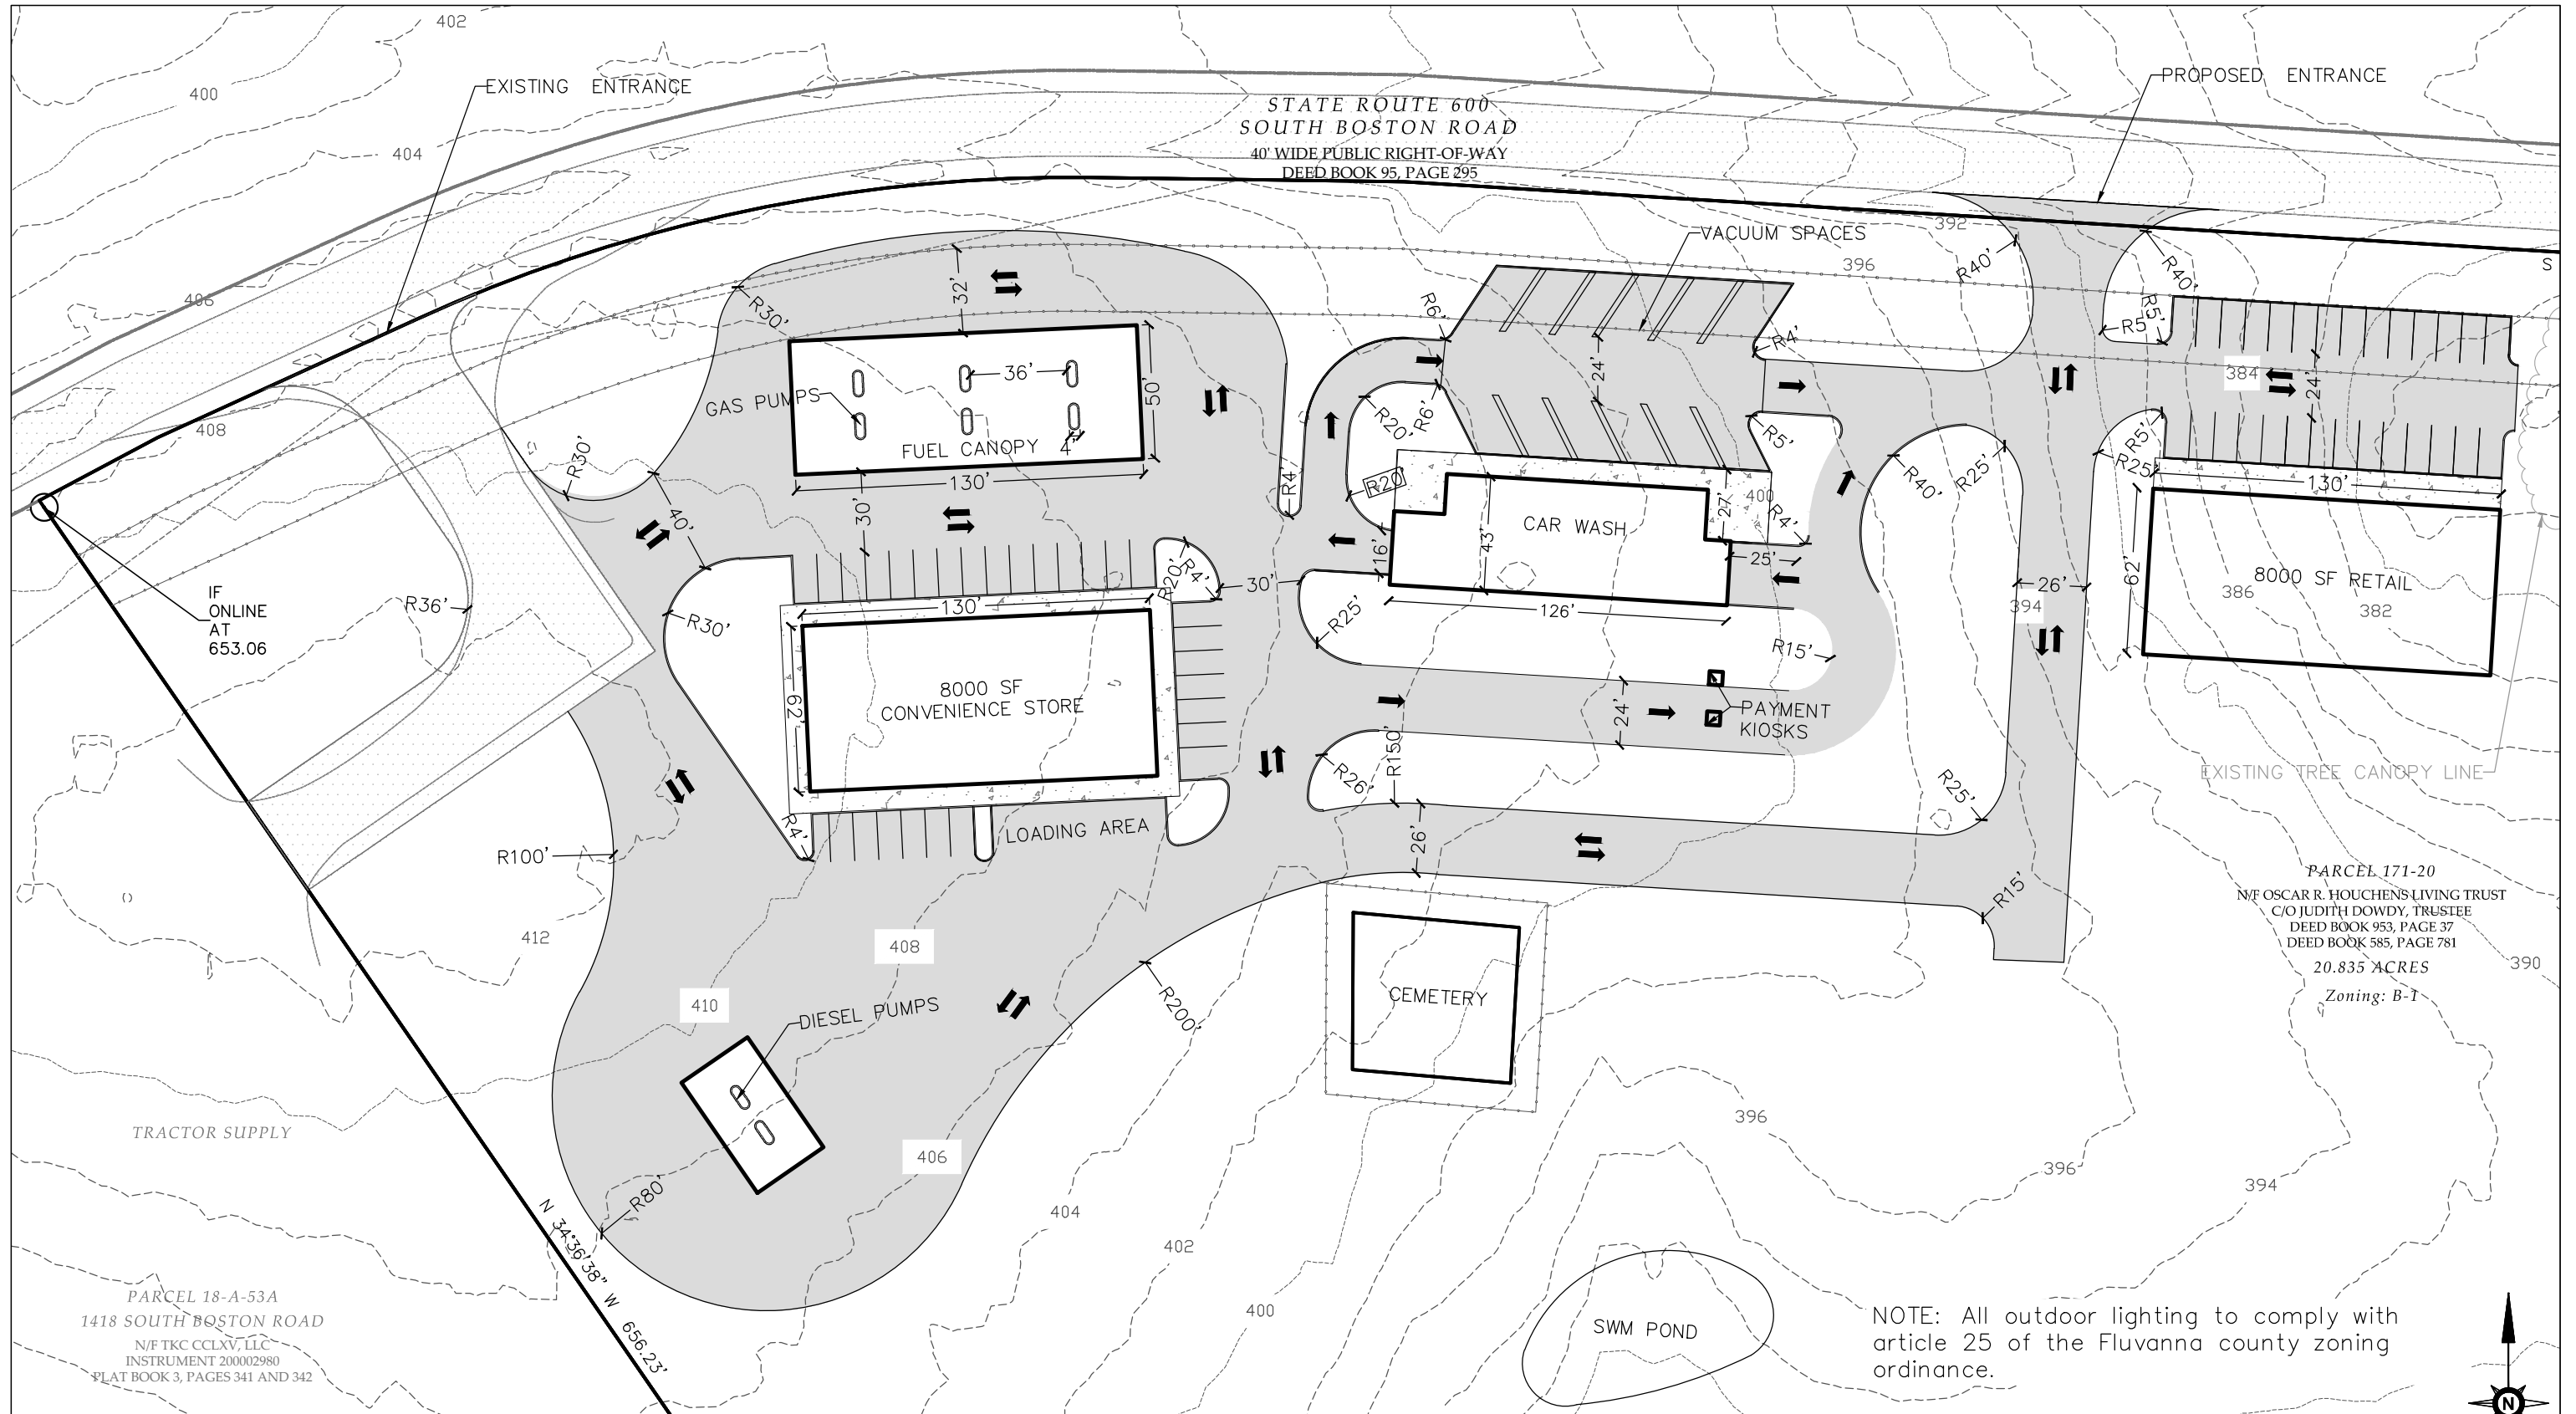 402
400
EXISTING ENTRANCE
PROPOSED ENTRANCE
STATE ROUTE 600
SOUTH BOSTON ROAD
40' WIDE PUBLIC RIGHT-OF-WAY
DEED BOOK 95, PAGE 295
404
406
408
392
396
VACUUM SPACES
R40'
R40'
S
R30'
32'
R6'
R4'
R5'
R5'
36'
50'
24'
384
24'
GAS PUMPS
FUEL CANOPY
4'
R20'
R6'
R5'
R5'
R30'
130'
R4'
R20'
R40'
R25'
R25'
130'
40'
30'
16'
43'
CAR WASH
27'
400
R4'
25'
IF
ONLINE
AT
653.06
R36'
R30'
130'
R20'
R4'
30'
R25'
126'
26'
394
62'
8000 SF RETAIL
386
382
R15'
62'
8000 SF
CONVENIENCE STORE
24'
PAYMENT
KIOSKS
R150'
R26'
R25'
EXISTING TREE CANOPY LINE
R4'
LOADING AREA
26'
R100'
R15'
PARCEL 171-20
N/F OSCAR R. HOUCHENS LIVING TRUST
C/O JUDITH DOWDY, TRUSTEE
DEED BOOK 953, PAGE 37
DEED BOOK 585, PAGE 781
20.835 ACRES
Zoning: B-1
390
412
408
410
R200'
CEMETERY
DIESEL PUMPS
TRACTOR SUPPLY
406
396
396
394
R80'
404
402
400
N 34°36'38" W 656.23'
PARCEL 18-A-53A
1418 SOUTH BOSTON ROAD
N/F TKC CCLXV, LLC
INSTRUMENT 200002980
PLAT BOOK 3, PAGES 341 AND 342
SWM POND
NOTE: All outdoor lighting to comply with
article 25 of the Fluvanna county zoning
ordinance.
N